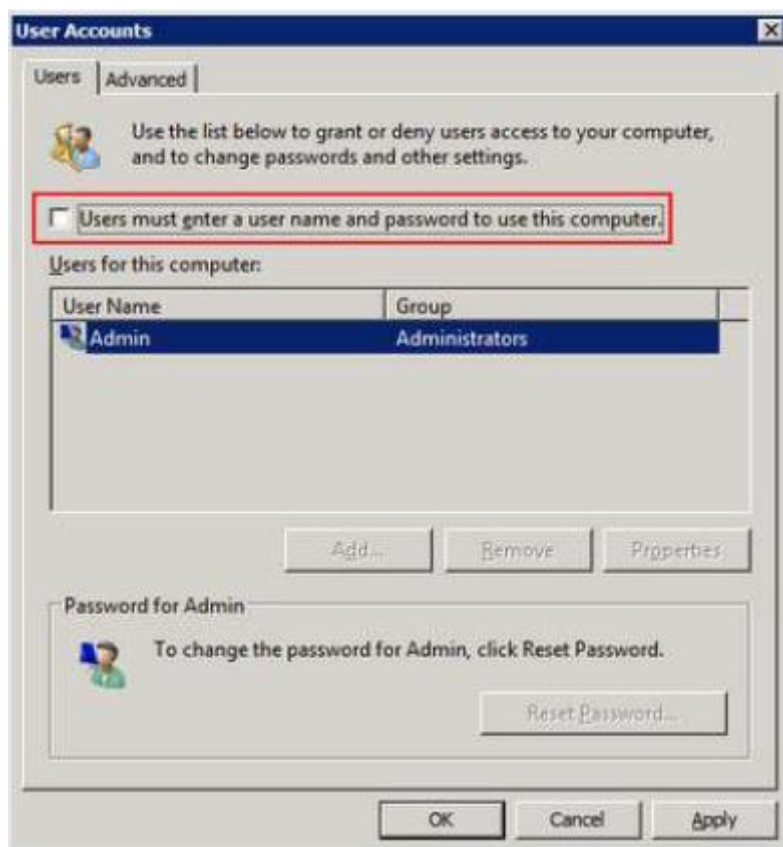 User Accounts
Users
Advanced
Use the list below to grant or deny users access to your computer,
and to change passwords and other settings.
Users must enter a user name and password to use this computer.
Users for this computer:
User Name Group
Admin Administrators
Add... Remove Properties
Password for Admin
To change the password for Admin, click Reset Password.
Reset Password...
OK Cancel Apply